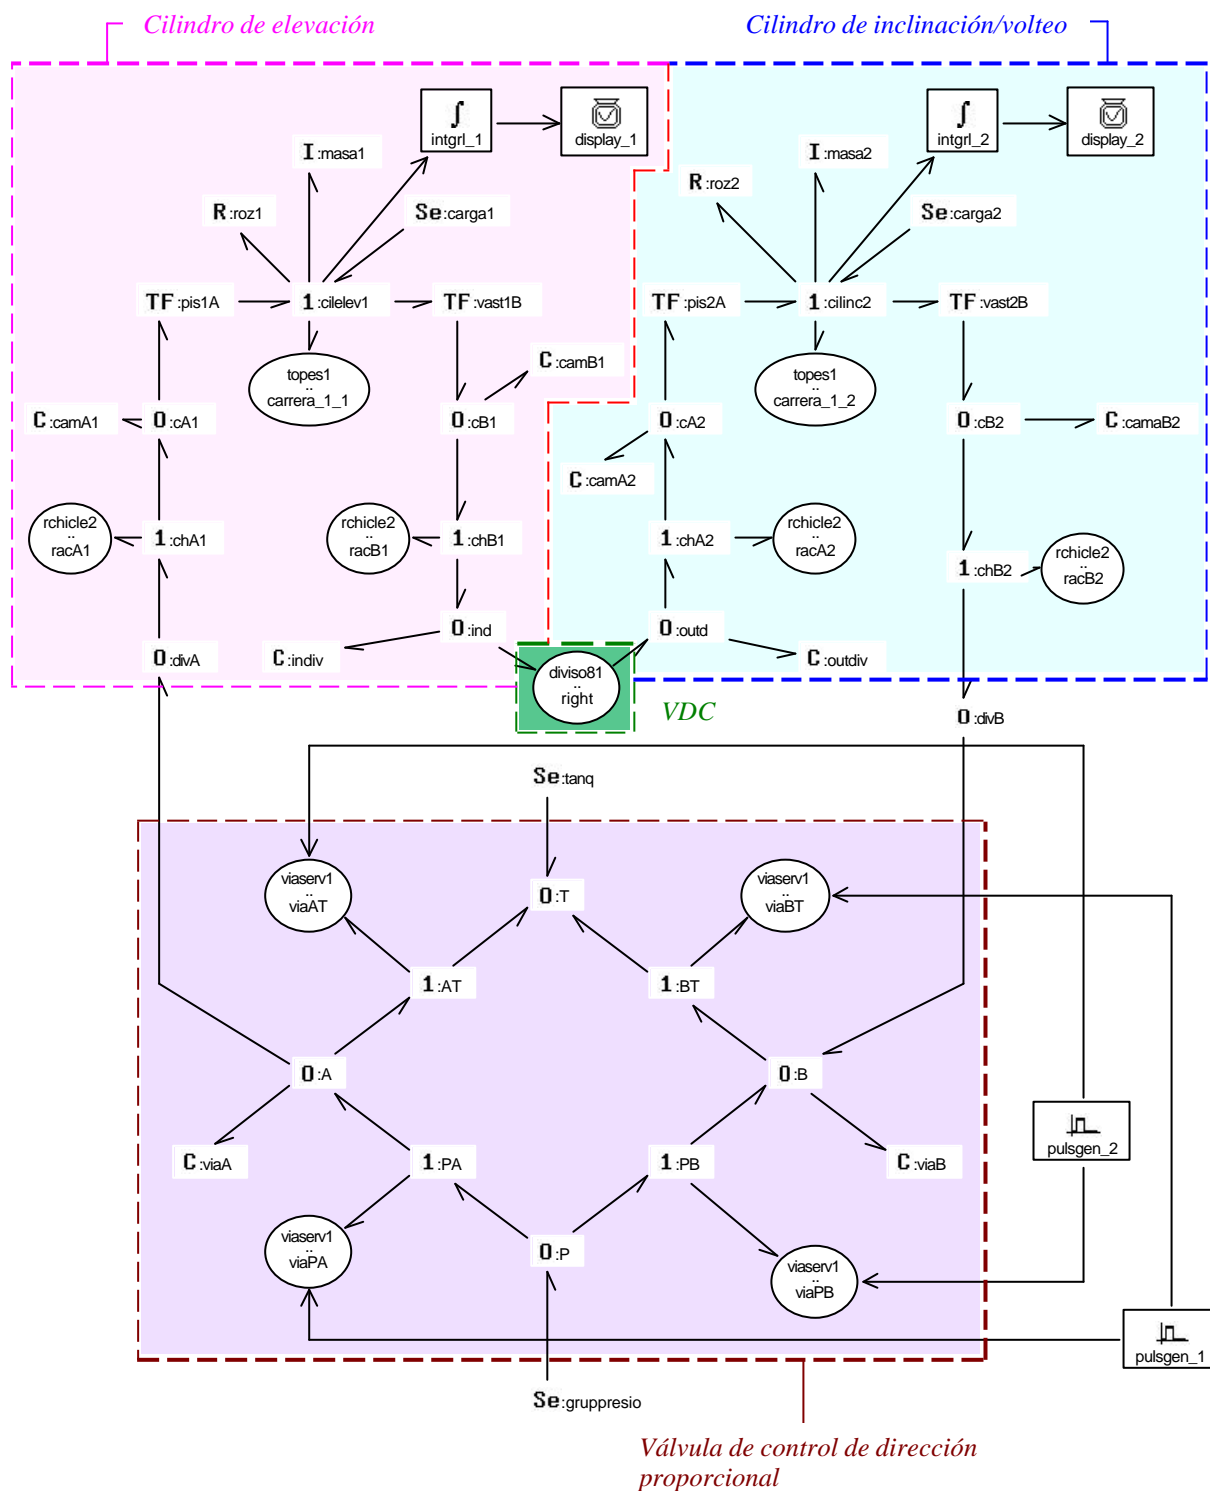 Cilindro de elevación
Cilindro de inclinación/volteo
∫
intgrl_1
display_1
∫
intgrl_2
display_2
I :masa1
I :masa2
R :roz1
Se :carga1
R :roz2
Se :carga2
TF :pis1A
1 :cilelev1
TF :vast1B
TF :pis2A
1 :cilinc2
TF :vast2B
topes1
..
carrera_1_1
C :camB1
topes1
..
carrera_1_2
C :camA1
0 :cA1
0 :cB1
0 :cA2
0 :cB2
C :camaB2
C :camA2
rchicle2
..
racA1
1 :chA1
rchicle2
..
racB1
1 :chB1
1 :chA2
rchicle2
..
racA2
1 :chB2
rchicle2
..
racB2
0 :ind
0 :outd
0 :divA
C :indiv
C :outdiv
diviso81
..
right
VDC
0 :divB
Se :tanq
viaserv1
..
viaAT
0 :T
viaserv1
..
viaBT
1 :AT
1 :BT
0 :A
0 :B
C :viaA
1 :PA
1 :PB
C :viaB
pulsgen_2
viaserv1
..
viaPA
0 :P
viaserv1
..
viaPB
pulsgen_1
Se :gruppresio
Válvula de control de dirección
proporcional